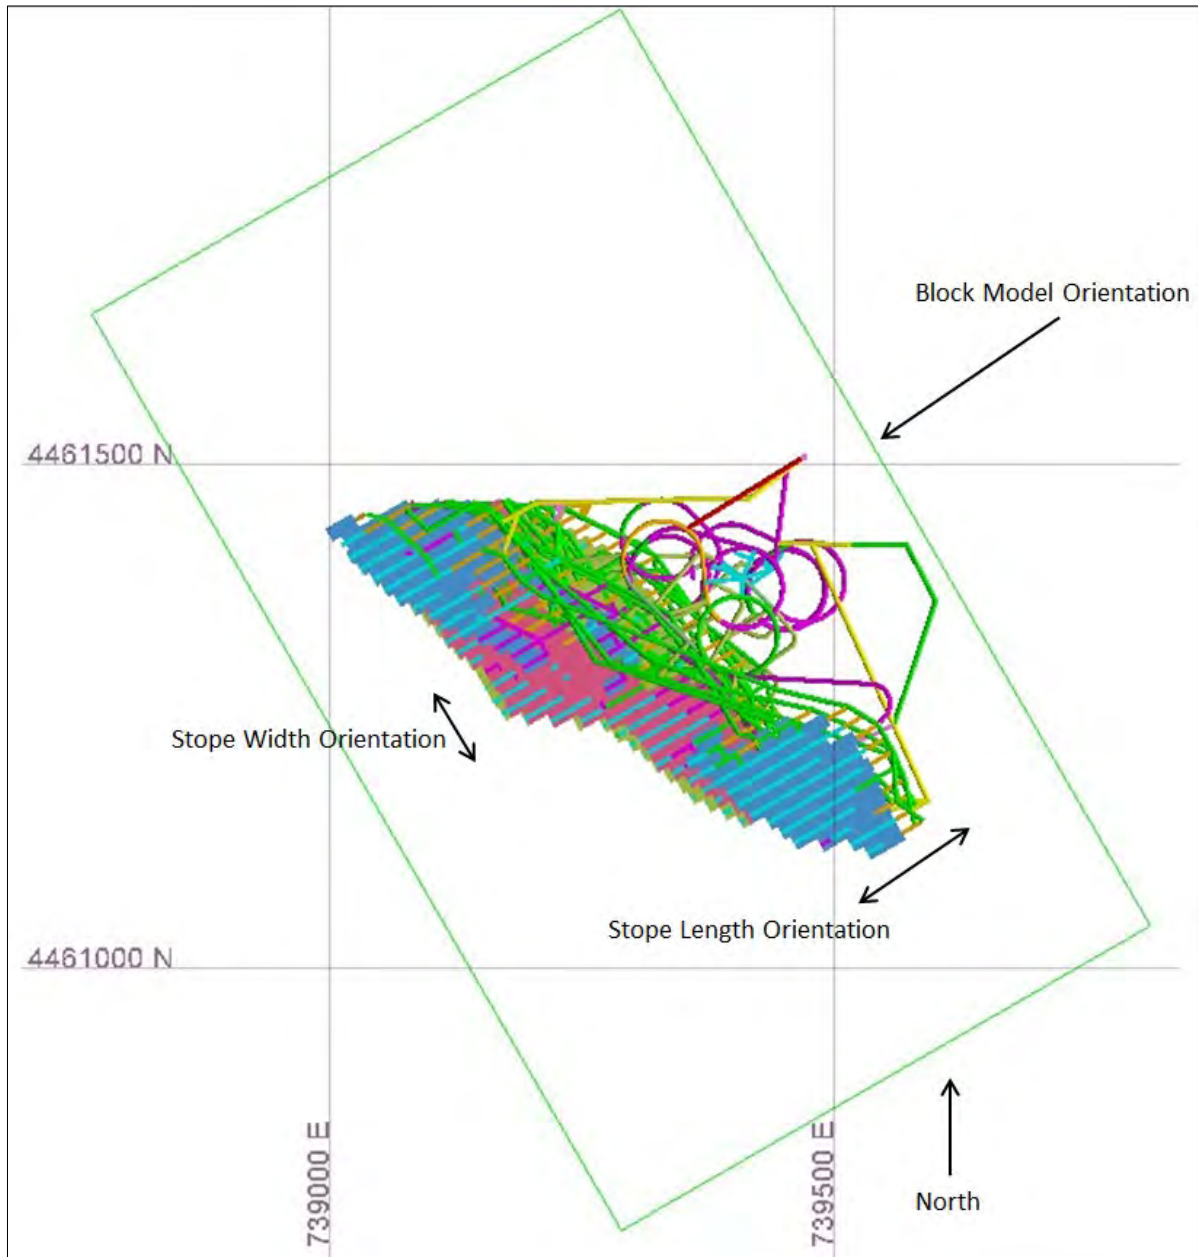 Block Model Orientation
4461500 N
Stope Width Orientation
Stope Length Orientation
4461000 N
739000 E
739500 E
North